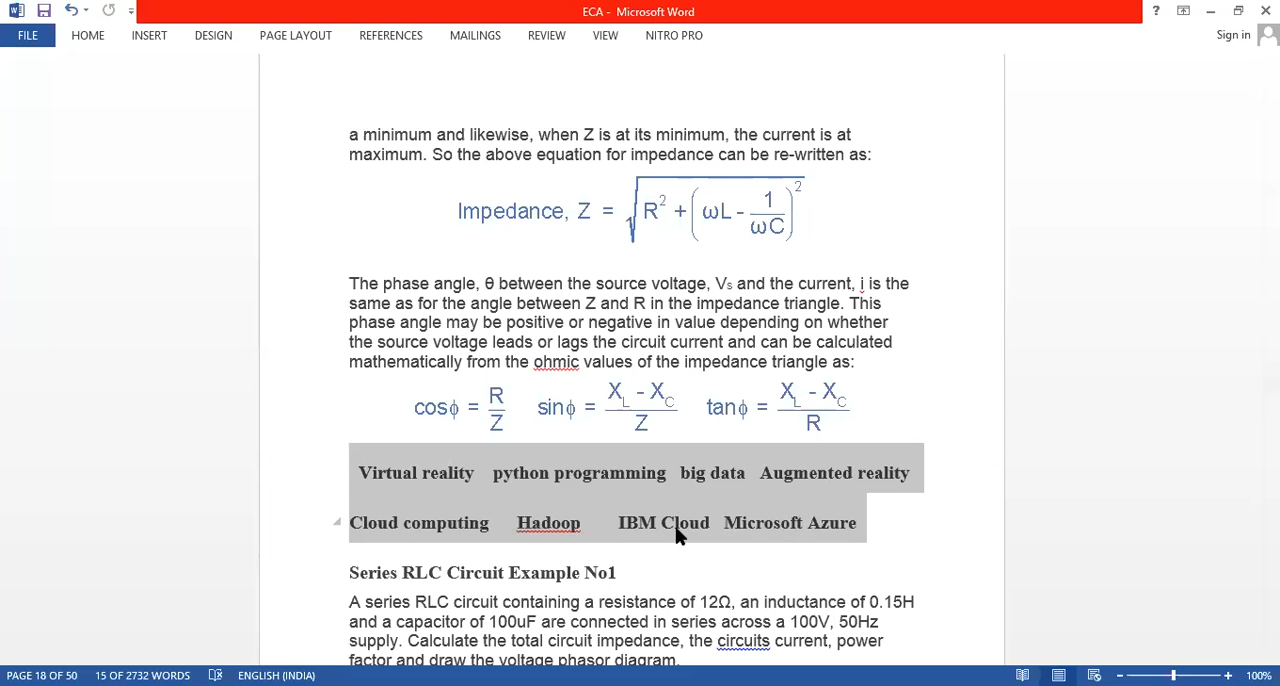 ECA - Microsoft Word
?
FILE HOME INSERT DESIGN PAGE LAYOUT REFERENCES MAILINGS REVIEW VIEW NITRO PRO Sign in
a minimum and likewise, when Z is at its minimum, the current is at
maximum. So the above equation for impedance can be re-written as:
Impedance, Z = √(R² + (ωL - 1/ωC)²)
The phase angle, θ between the source voltage, Vs and the current, i is the
same as for the angle between Z and R in the impedance triangle. This
phase angle may be positive or negative in value depending on whether
the source voltage leads or lags the circuit current and can be calculated
mathematically from the ohmic values of the impedance triangle as:
cosϕ = R/Z sinϕ = (X_L - X_C)/Z tanϕ = (X_L - X_C)/R
Virtual reality python programming big data Augmented reality
Cloud computing Hadoop IBM Cloud Microsoft Azure
Series RLC Circuit Example No1
A series RLC circuit containing a resistance of 12Ω, an inductance of 0.15H
and a capacitor of 100uF are connected in series across a 100V, 50Hz
supply. Calculate the total circuit impedance, the circuits current, power
factor and draw the voltage phasor diagram.
PAGE 18 OF 50 15 OF 2732 WORDS ENGLISH (INDIA) 100%